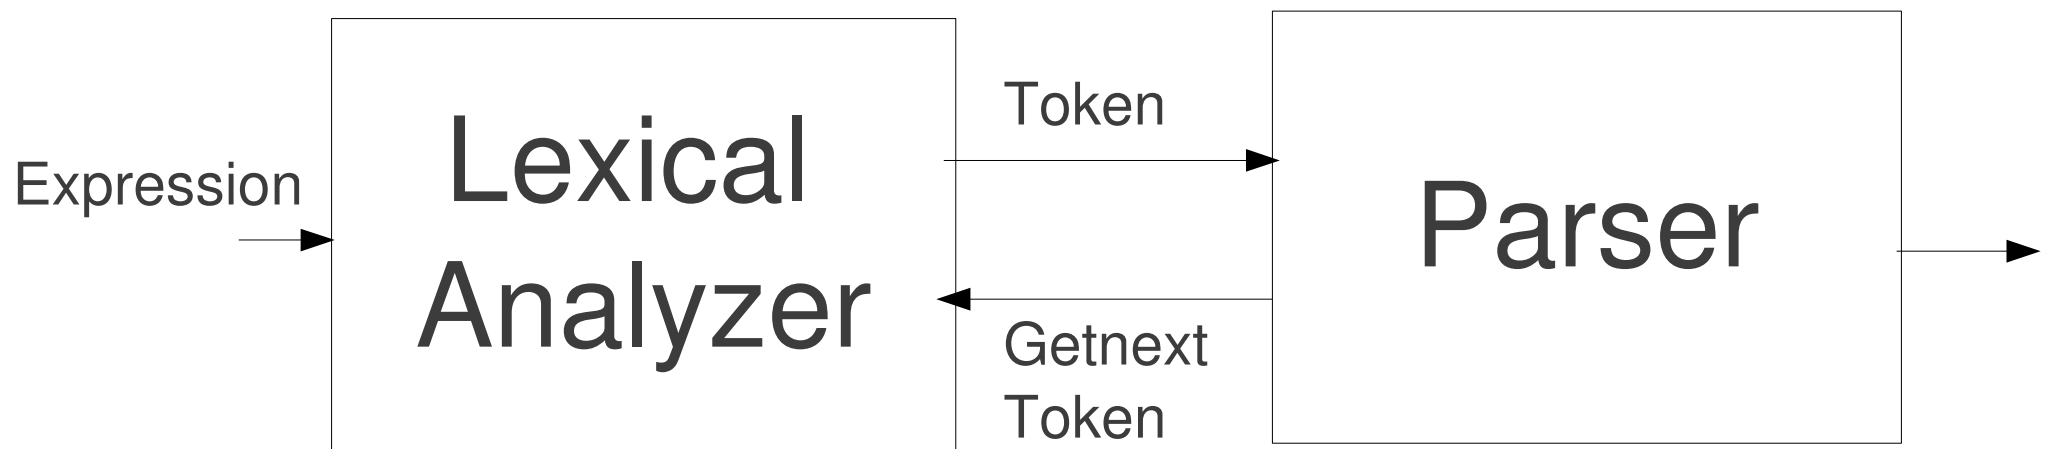 Expression
Lexical
Analyzer
Token
Getnext
Token
Parser